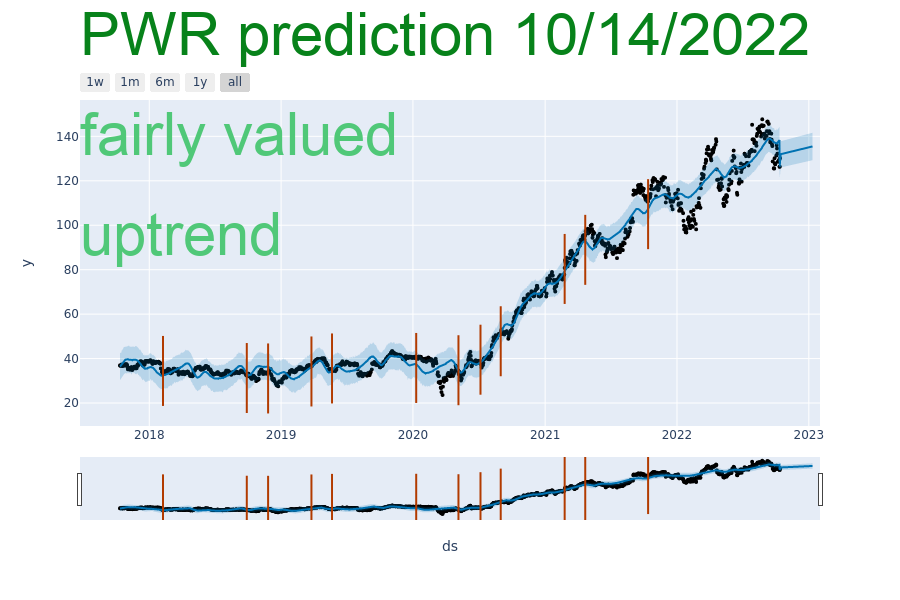 PWR prediction 10/14/2022
1w 1m 6m 1y all
fairly valued
uptrend
y
140
120
100
80
60
40
20
2018 2019 2020 2021 2022 2023
ds